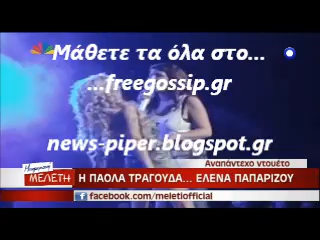 Μάθετε τα όλα στο...
...freegossip.gr
news-piper.blogspot.gr
Αναπάντεχο ντουέτο
Μεσημέρι
ΜΕΛΕΤΗ
Η ΠΑΟΛΑ ΤΡΑΓΟΥΔΑ... ΕΛΕΝΑ ΠΑΠΑΡΙΖΟΥ
facebook.com/meletiofficial